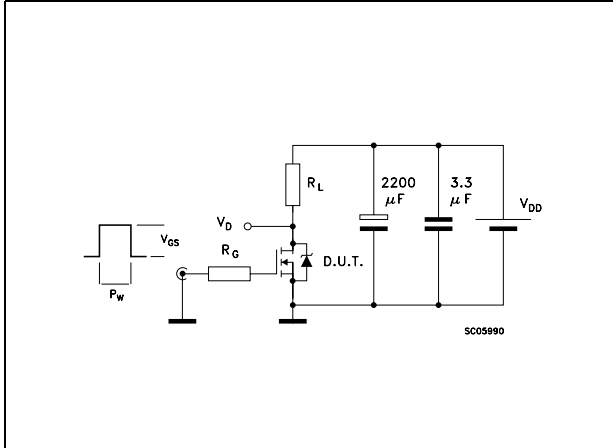 R_L
2200
μF
3.3
μF
V_DD
V_D
V_GS
R_G
D.U.T.
P_W
SC05990